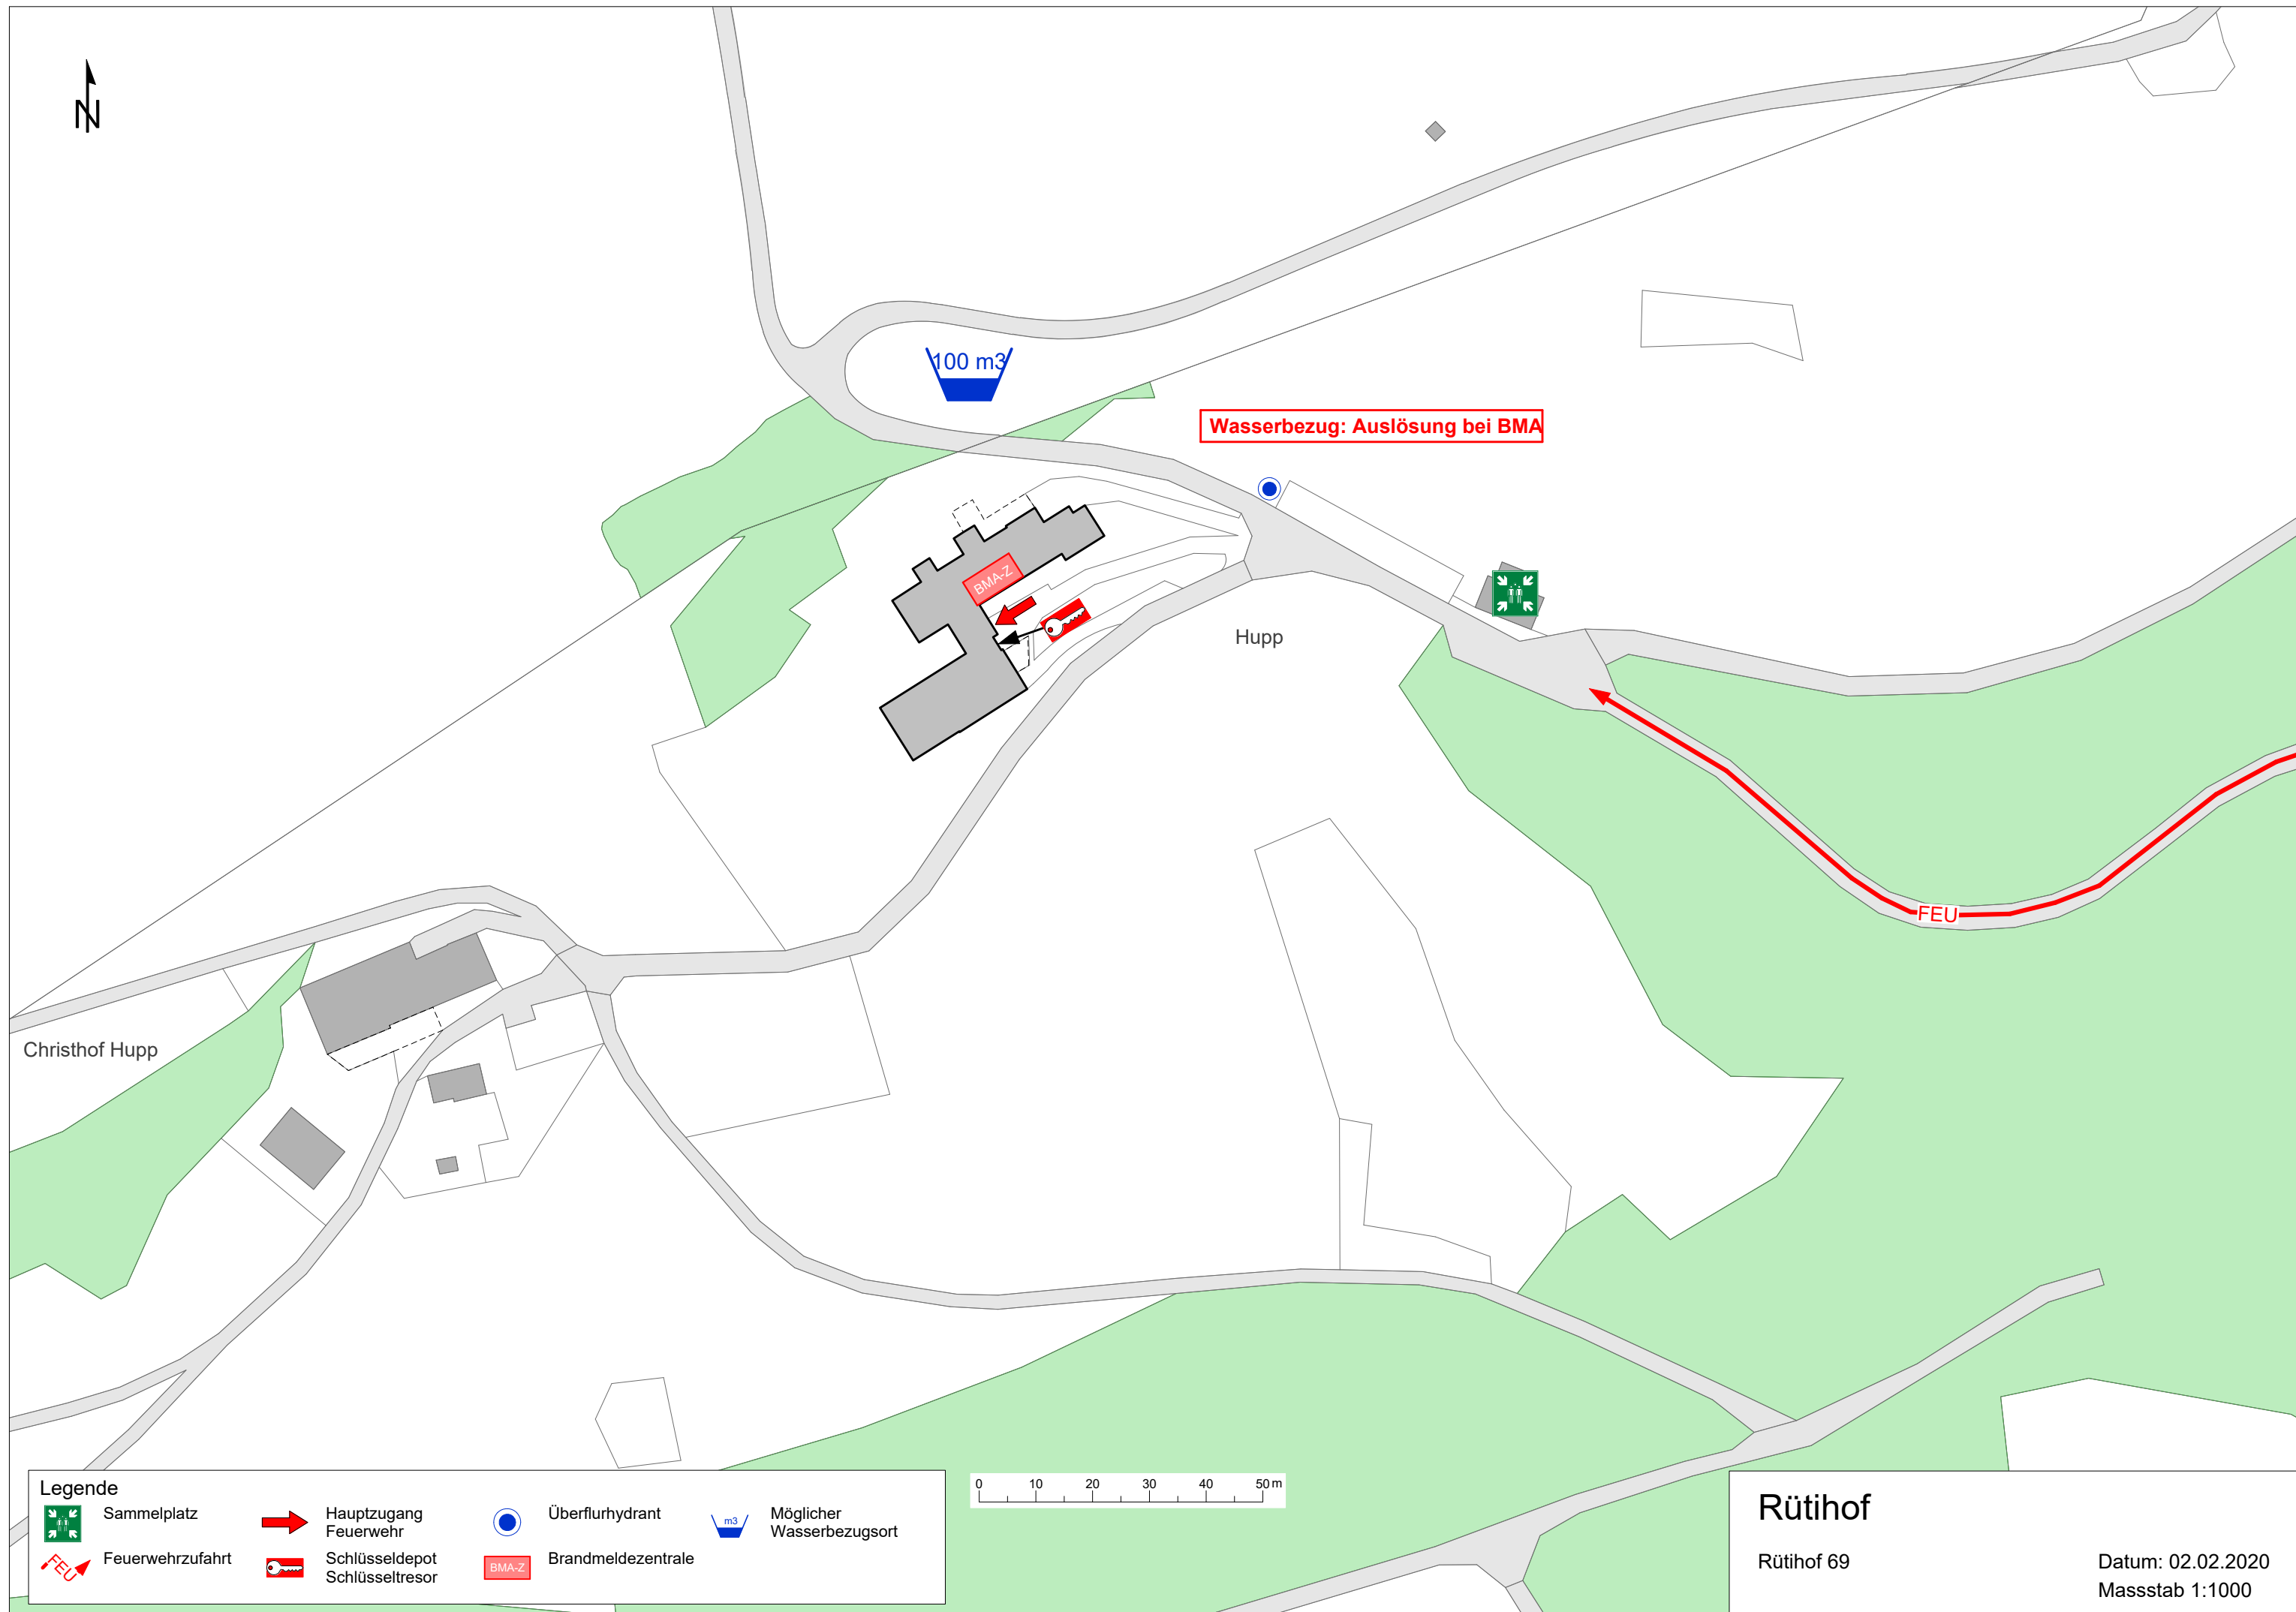 N
100 m3
Wasserbezug: Auslösung bei BMA
BMA-Z
Hupp
FEU
Christhof Hupp
Legende
Sammelplatz
Hauptzugang
Feuerwehr
Überflurhydrant
m3
Möglicher
Wasserbezugsort
FEU
Feuerwehrzufahrt
Schlüsseldepot
Schlüsseltresor
BMA-Z
Brandmeldezentrale
0 10 20 30 40 50 m
Rütihof
Rütihof 69
Datum: 02.02.2020
Massstab 1:1000